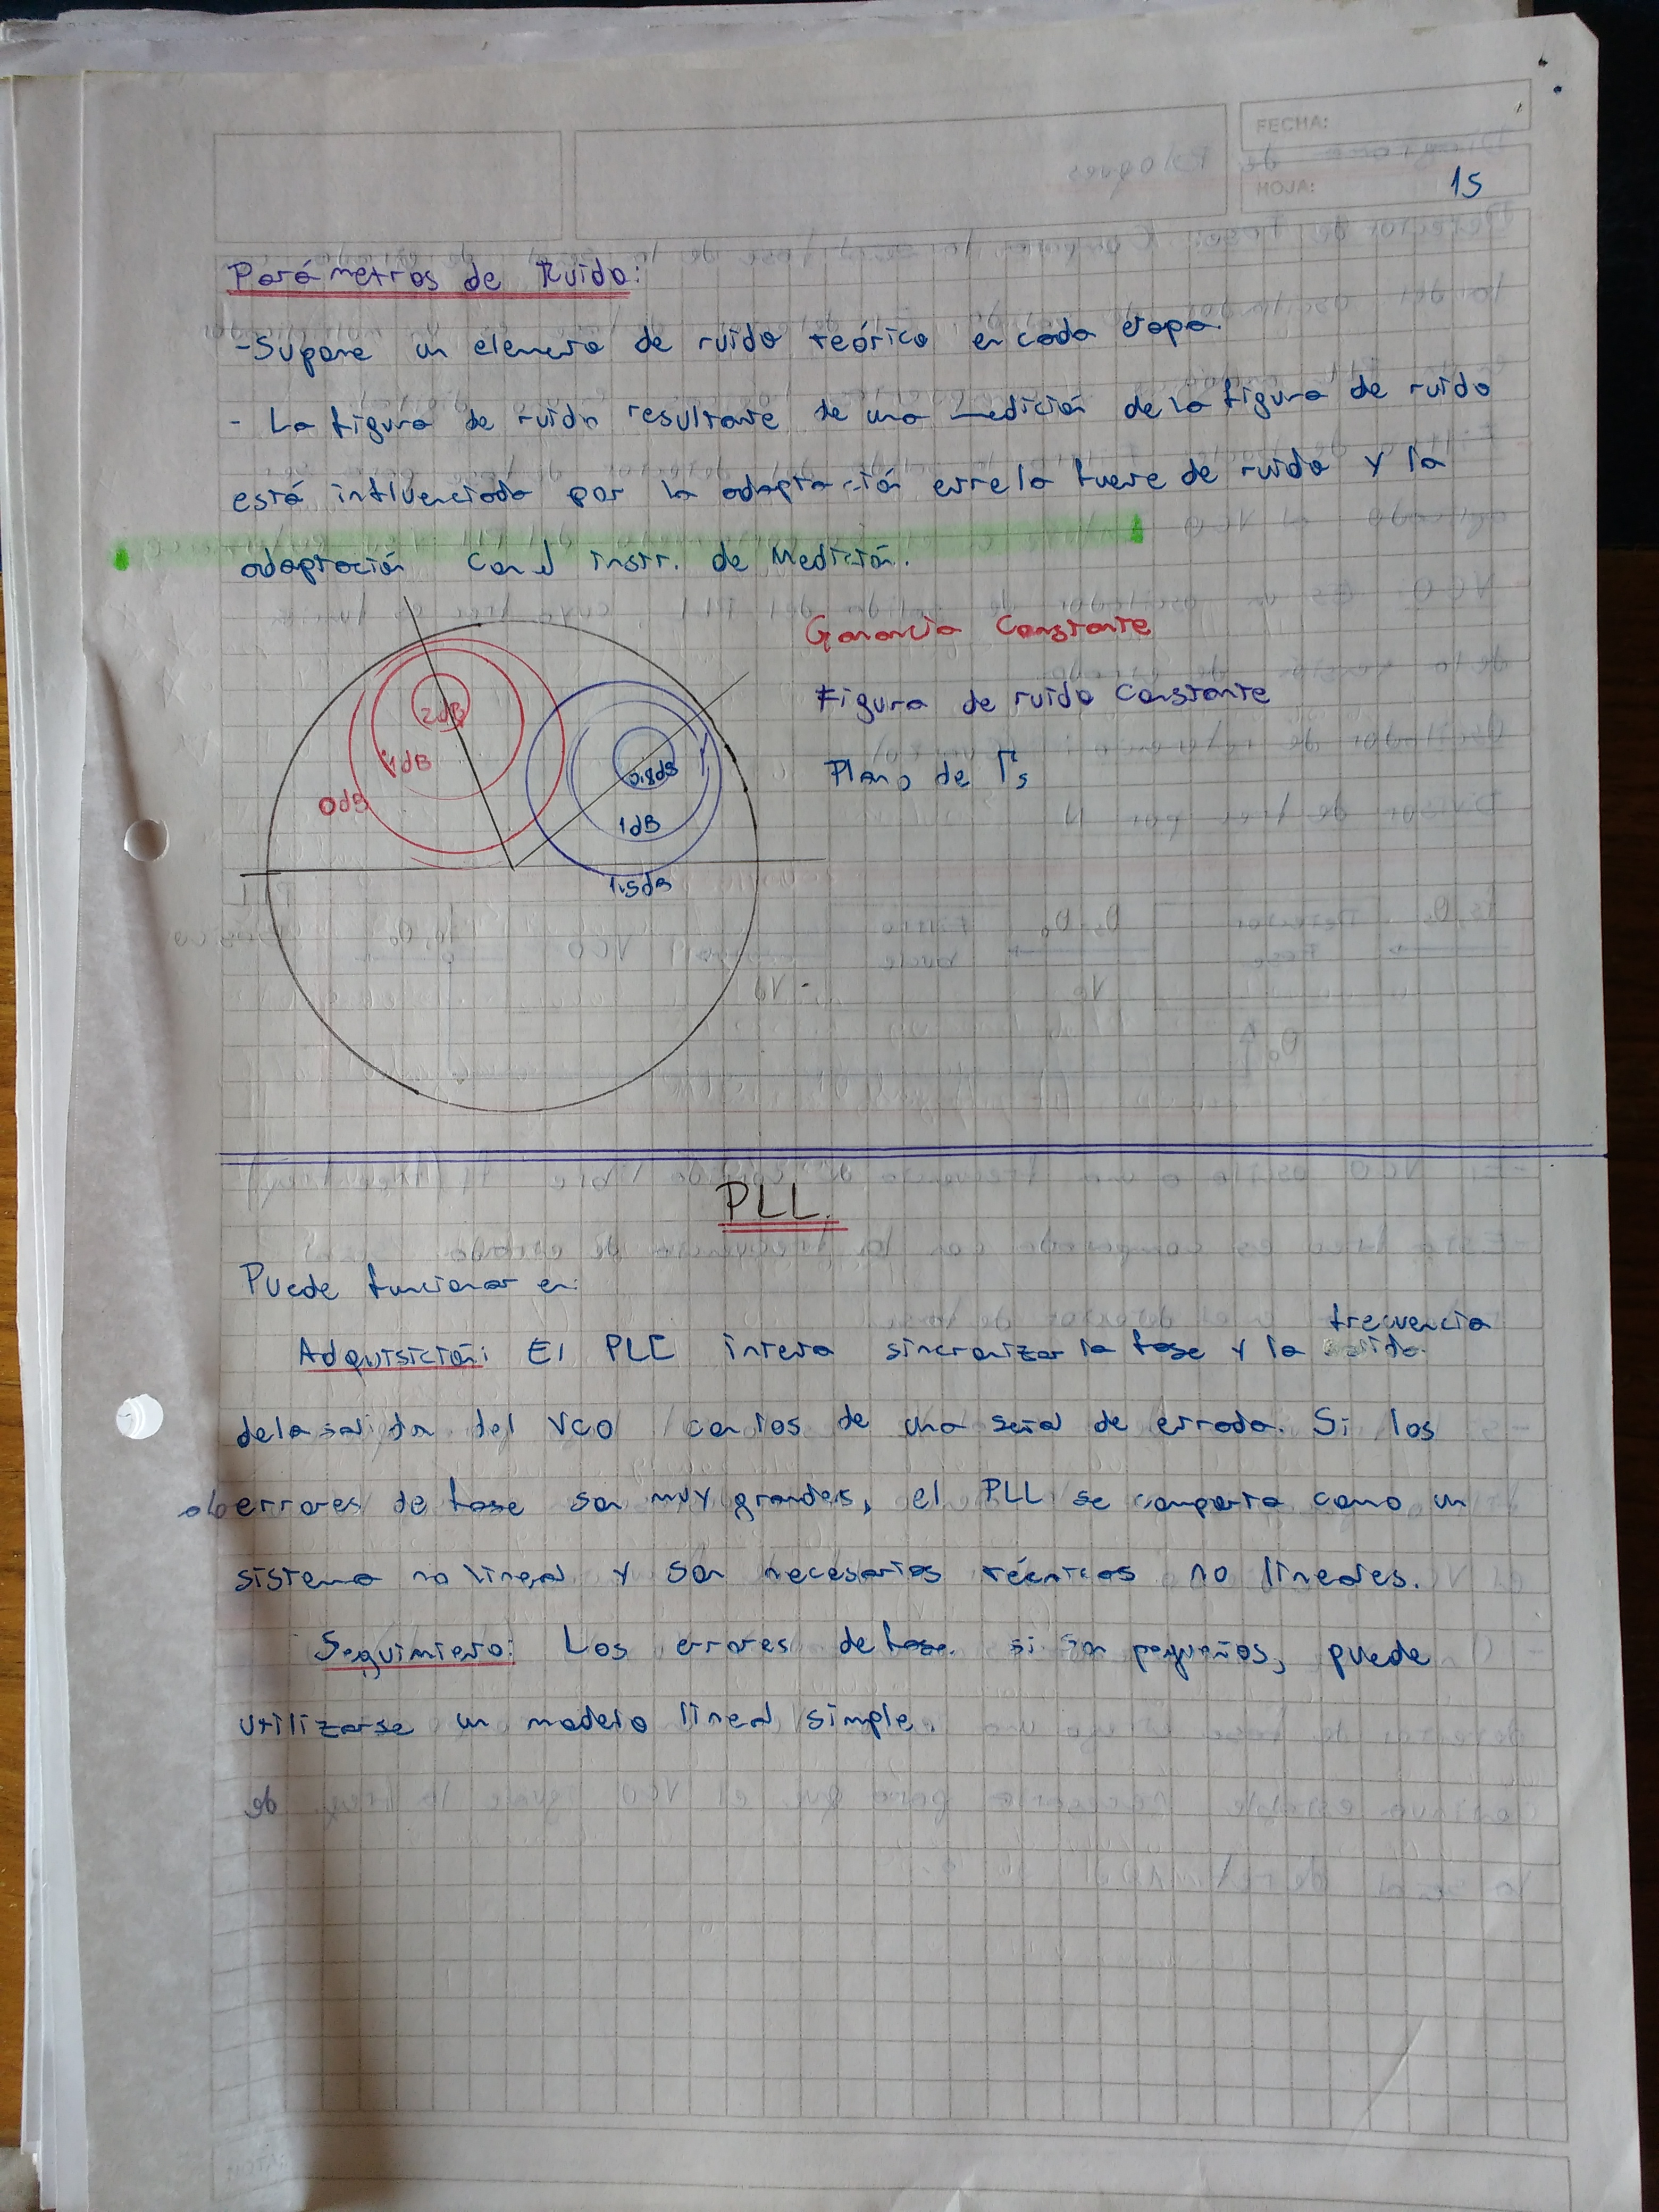 FECHA:
HOJA: 15
Parámetros de Ruido:
-Supone un elemento de ruido teórico en cada etapa.
- La figura de ruido resultante de una medición de la figura de ruido
está influenciada por la adaptación entre la fuente de ruido y la
adaptación con el instr. de Medición.
Ganancia Constante
Figura de ruido Constante
Plano de Γs
2dB
1dB
0dB
0.8dB
1dB
1.5dB
PLL.
Puede funcionar en:
frecuencia
Adquisición: El PLL intenta sincronizar la fase y la
de la salida del VCO con los de una señal de entrada. Si los
errores de fase son muy grandes, el PLL se comporta como un
sistema no lineal y son necesarias técnicas no lineales.
Seguimiento: Los errores de fase si son pequeños, puede
utilizarse un modelo lineal simple.